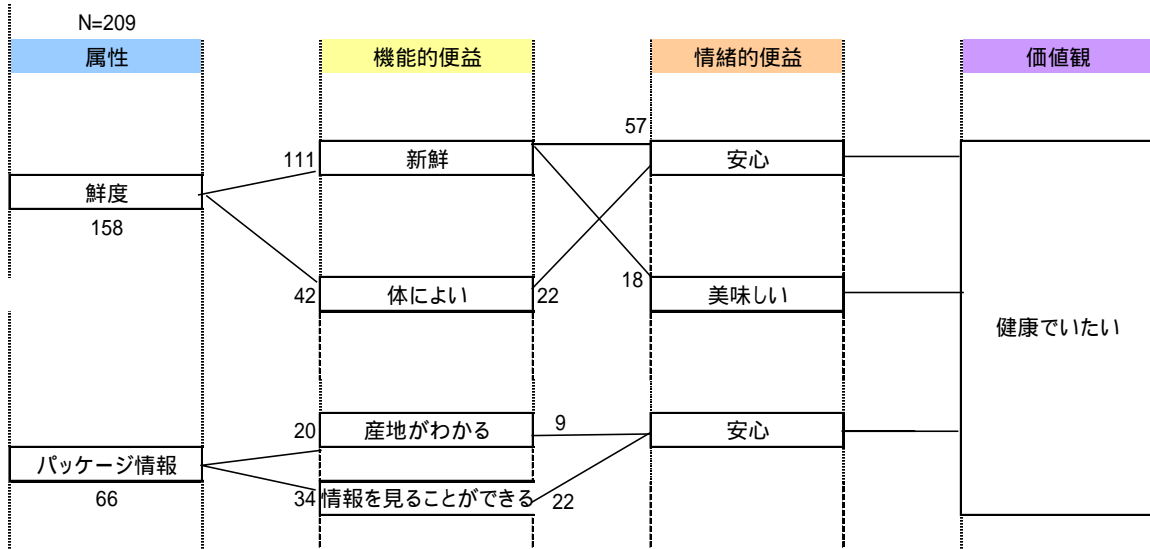 N=209
属性
機能的便益
情緒的便益
価値観
57
111
新鮮
安心
鮮度
158
42
体によい
22
18
美味しい
健康でいたい
20
産地がわかる
9
安心
パッケージ情報
66
34
情報を見ることができる
22